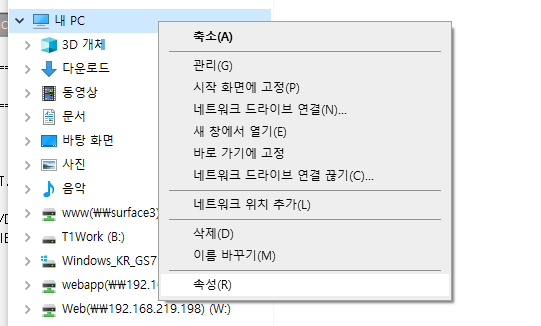 내 PC
3D 개체
다운로드
동영상
문서
바탕 화면
사진
음악
www(₩₩surface3)
T1Work (B:)
Windows_KR_GS7
webapp(₩₩192.1
Web(₩₩192.168.219.198) (W:)
축소(A)
관리(G)
시작 화면에 고정(P)
네트워크 드라이브 연결(N)...
새 창에서 열기(E)
바로 가기에 고정
네트워크 드라이브 연결 끊기(C)...
네트워크 위치 추가(L)
삭제(D)
이름 바꾸기(M)
속성(R)